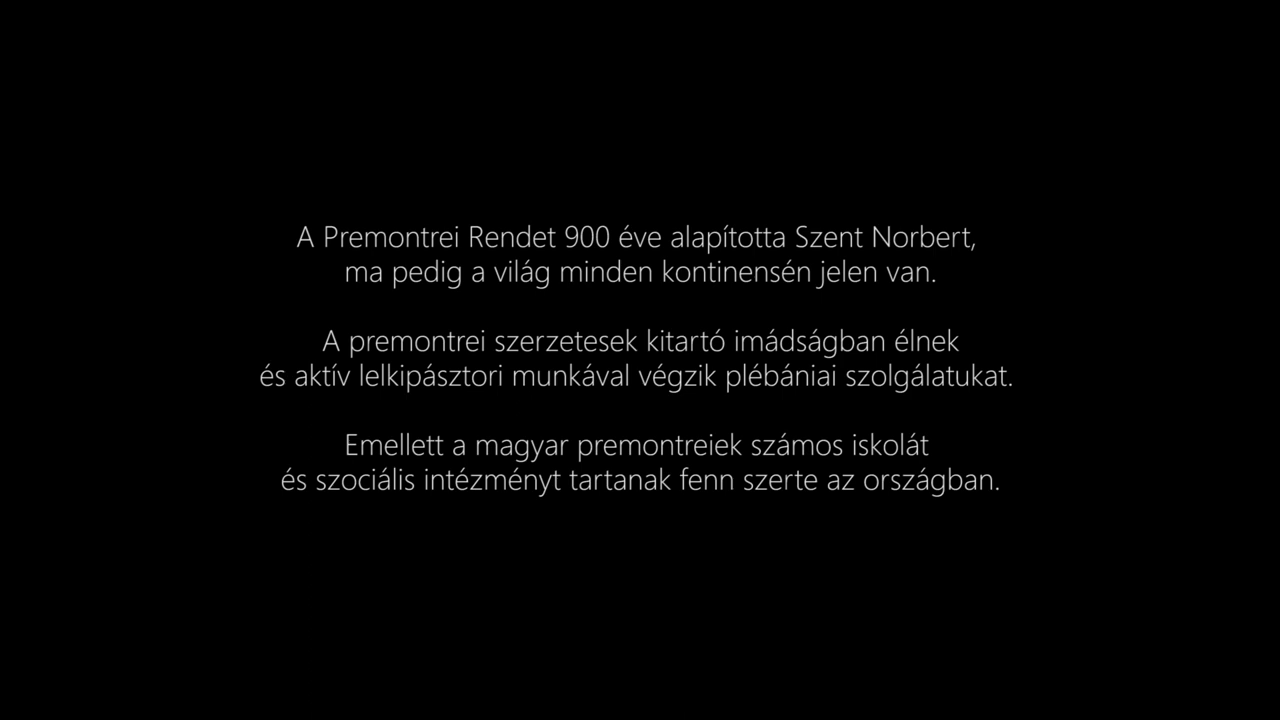 A Premontrei Rendet 900 éve alapította Szent Norbert,
ma pedig a világ minden kontinensén jelen van.
A premontrei szerzetesek kitartó imádságban élnek
és aktív lelkipásztori munkával végzik plébániai szolgálatukat.
Emellett a magyar premontreiek számos iskolát
és szociális intézményt tartanak fenn szerte az országban.